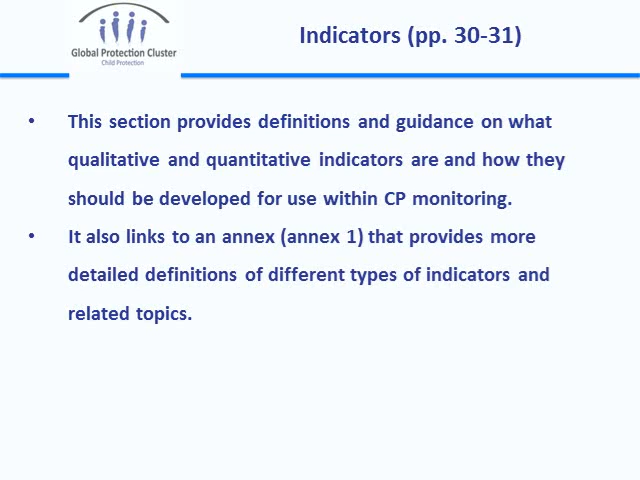 Global Protection Cluster
Child Protection
Indicators (pp. 30-31)
• This section provides definitions and guidance on what
qualitative and quantitative indicators are and how they
should be developed for use within CP monitoring.
• It also links to an annex (annex 1) that provides more
detailed definitions of different types of indicators and
related topics.